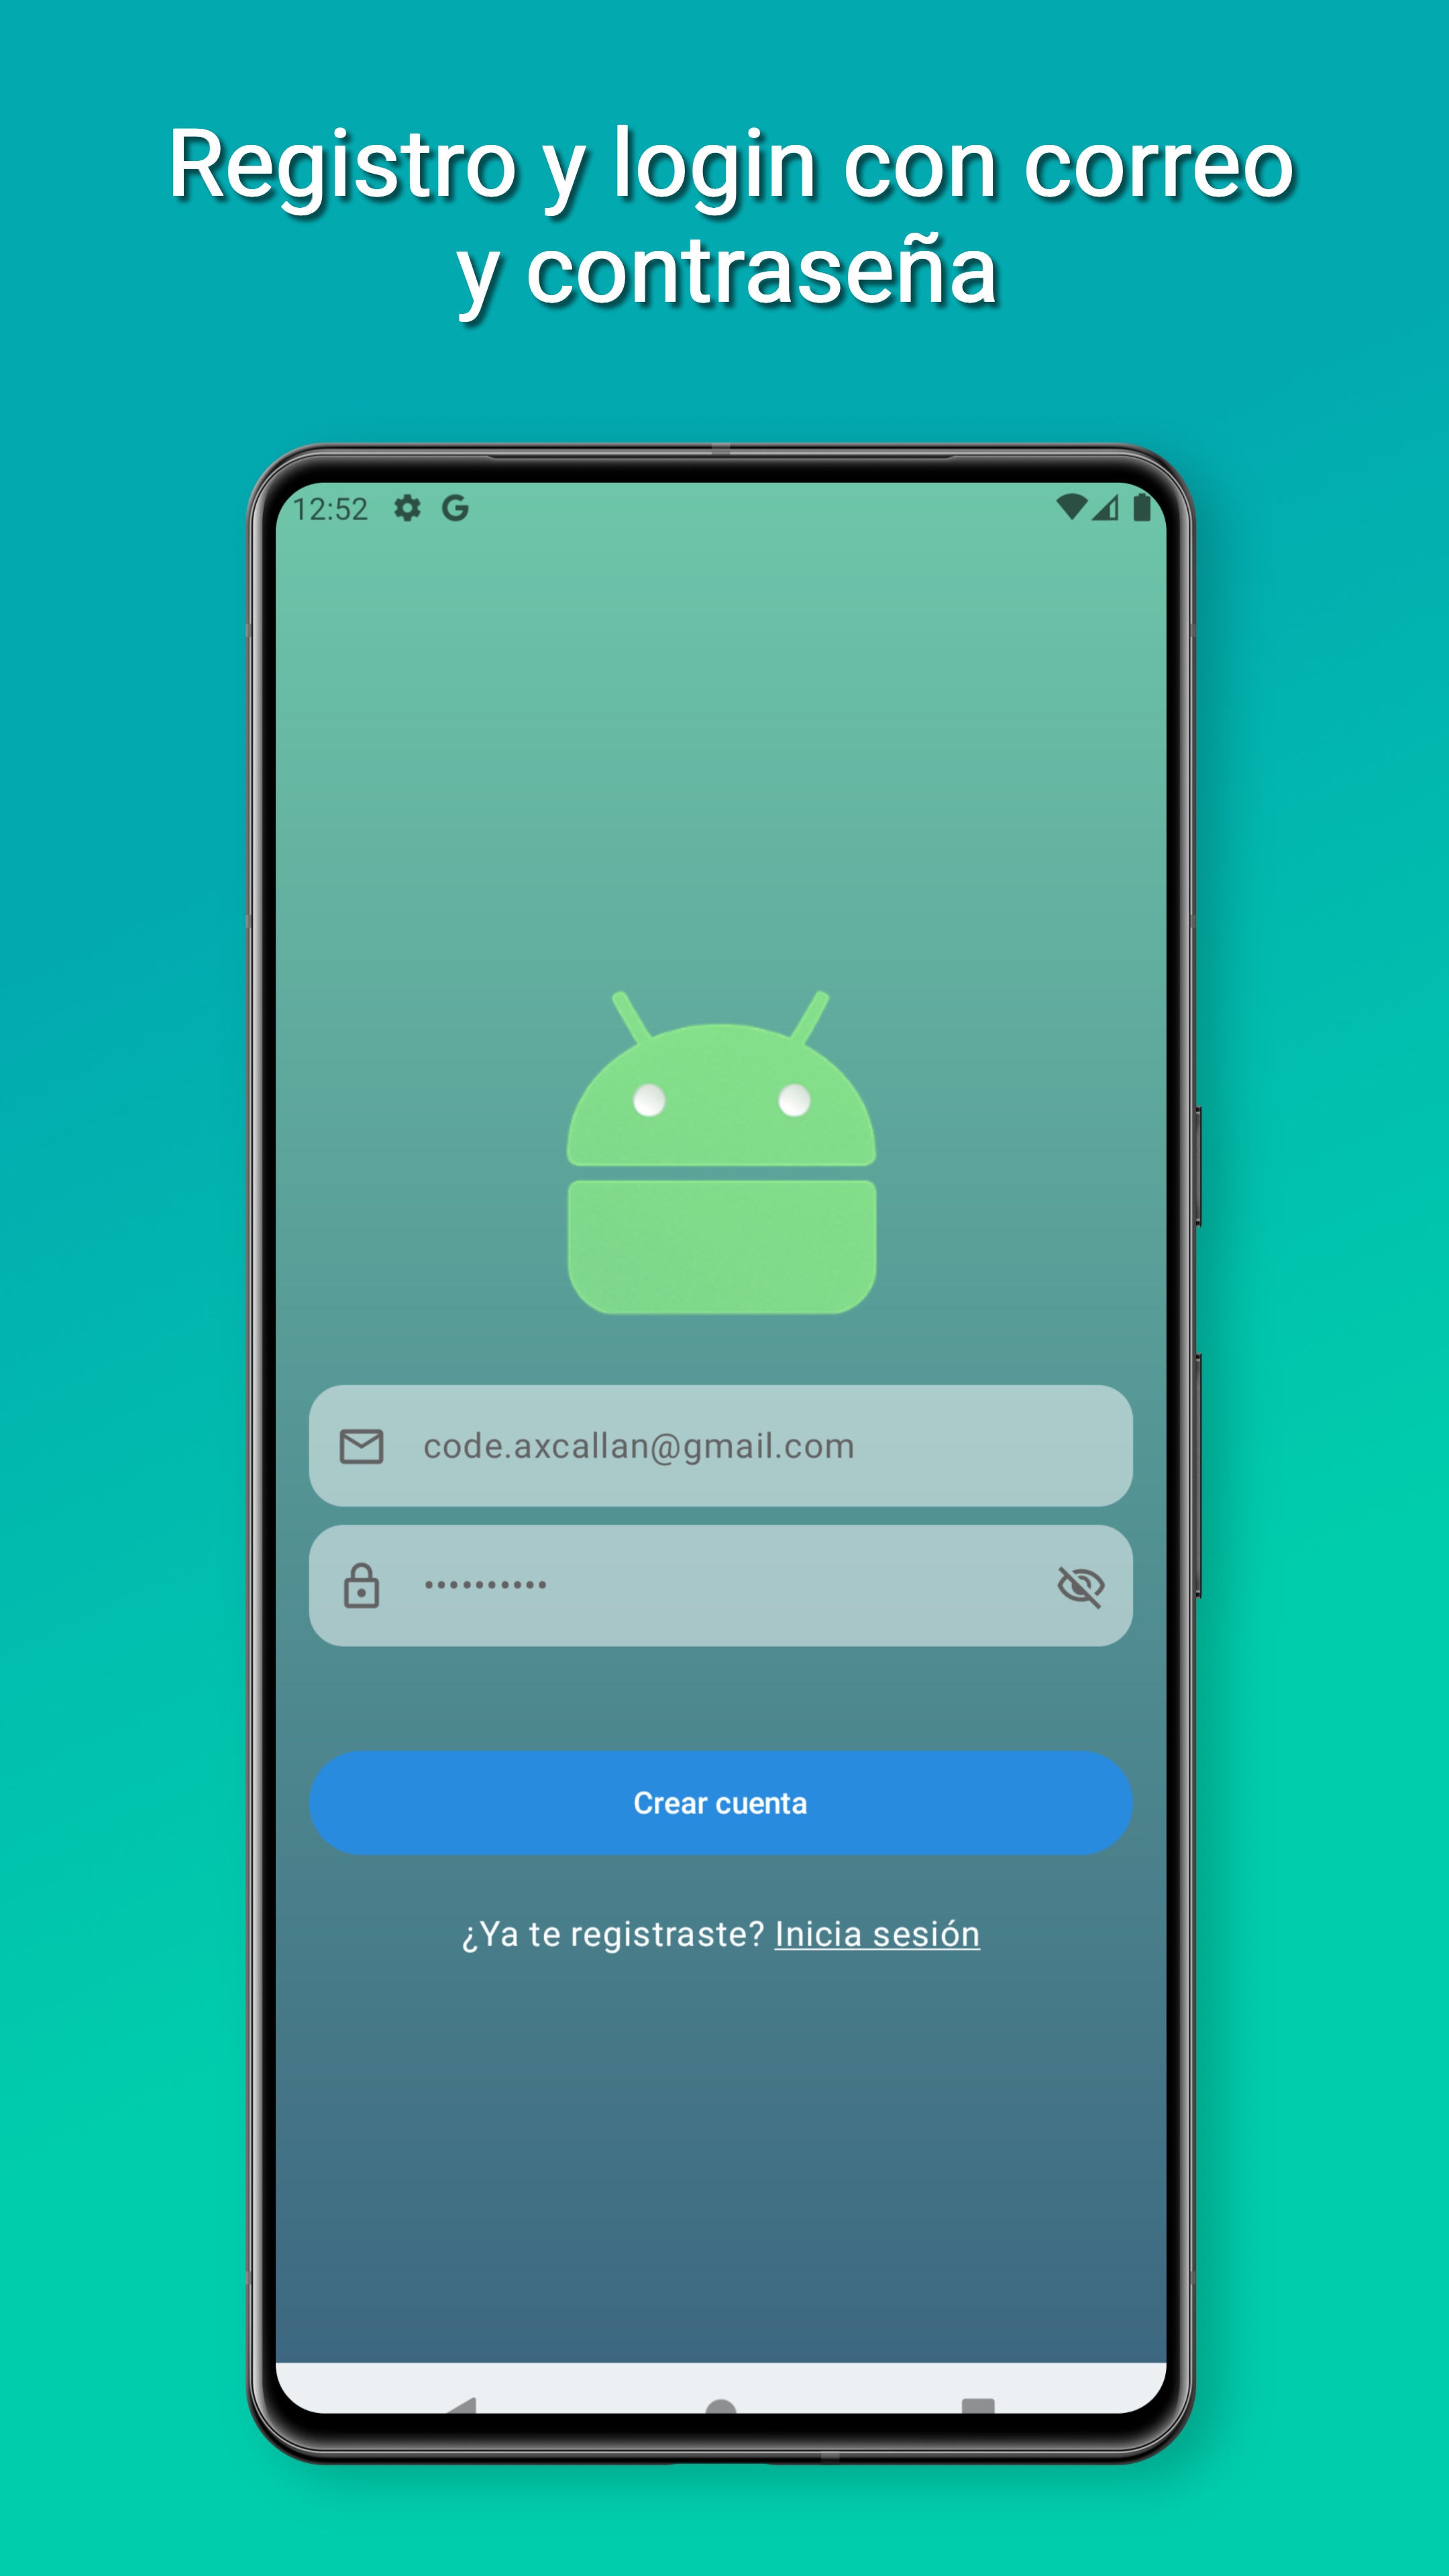 Registro y login con correo
y contraseña
12:52
code.axcallan@gmail.com
••••••••••
Crear cuenta
¿Ya te registraste? Inicia sesión